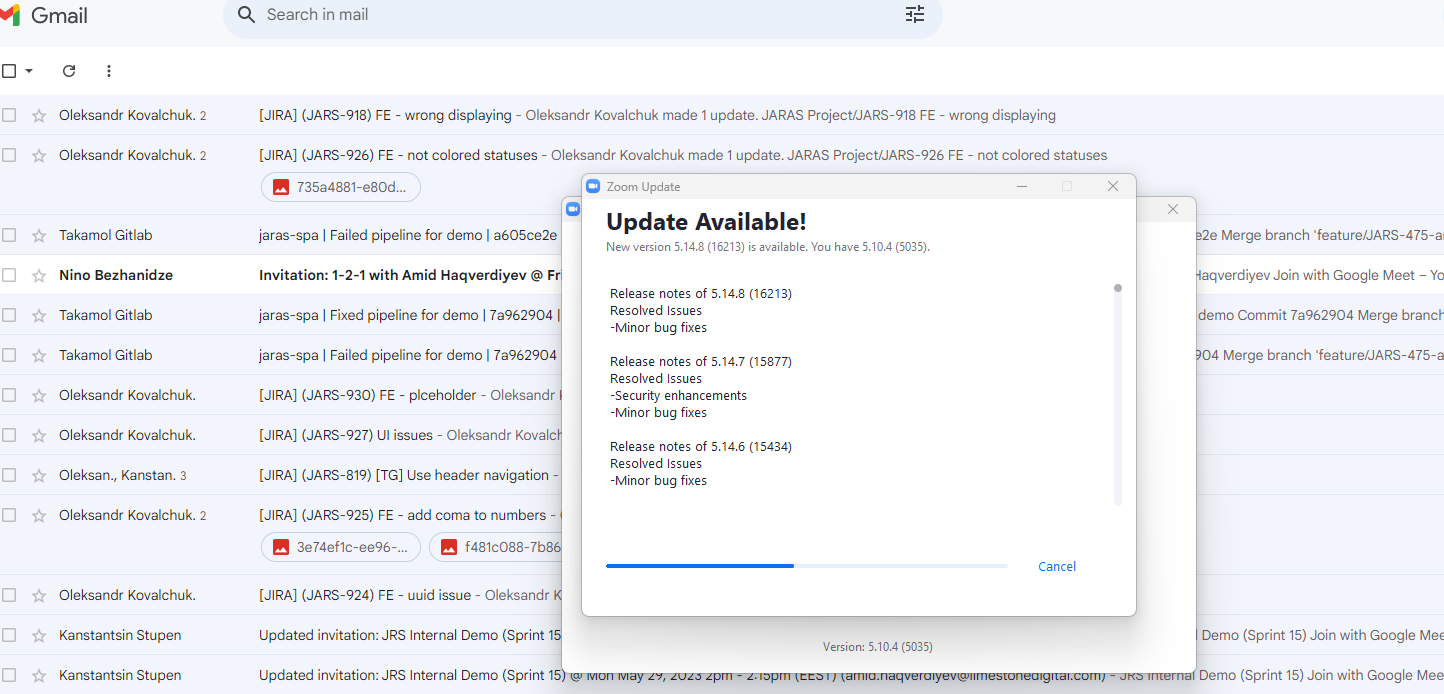 Gmail
Search in mail
Oleksandr Kovalchuk. 2 [JIRA] (JARS-918) FE - wrong displaying - Oleksandr Kovalchuk made 1 update. JARAS Project/JARS-918 FE - wrong displaying
Oleksandr Kovalchuk. 2 [JIRA] (JARS-926) FE - not colored statuses - Oleksandr Kovalchuk made 1 update. JARAS Project/JARS-926 FE - not colored statuses
735a4881-e80d...
Takamol Gitlab jaras-spa | Failed pipeline for demo | a605ce2e
e2e Merge branch 'feature/JARS-475-a
Nino Bezhanidze Invitation: 1-2-1 with Amid Haqverdiyev @ Fr
Haqverdiyev Join with Google Meet – Yo
Takamol Gitlab jaras-spa | Fixed pipeline for demo | 7a962904 |
demo Commit 7a962904 Merge branch
Takamol Gitlab jaras-spa | Failed pipeline for demo | 7a962904
904 Merge branch 'feature/JARS-475-a
Oleksandr Kovalchuk. [JIRA] (JARS-930) FE - plceholder - Oleksandr
Oleksandr Kovalchuk. [JIRA] (JARS-927) UI issues - Oleksandr Kovalch
Oleksan., Kanstan. 3 [JIRA] (JARS-819) [TG] Use header navigation -
Oleksandr Kovalchuk. 2 [JIRA] (JARS-925) FE - add coma to numbers -
3e74ef1c-ee96-... f481c088-7b86
Oleksandr Kovalchuk. [JIRA] (JARS-924) FE - uuid issue - Oleksandr K
Kanstantsin Stupen Updated invitation: JRS Internal Demo (Sprint 15)
Demo (Sprint 15) Join with Google Mee
Kanstantsin Stupen Updated invitation: JRS Internal Demo (Sprint 15) @ Mon May 29, 2023 2pm - 2:15pm (EEST) (amid.haqverdiyev@limestonedigital.com) - JRS Internal Demo (Sprint 15) Join with Google Mee
Zoom Update
Update Available!
New version 5.14.8 (16213) is available. You have 5.10.4 (5035).
Release notes of 5.14.8 (16213)
Resolved Issues
-Minor bug fixes
Release notes of 5.14.7 (15877)
Resolved Issues
-Security enhancements
-Minor bug fixes
Release notes of 5.14.6 (15434)
Resolved Issues
-Minor bug fixes
Cancel
Version: 5.10.4 (5035)